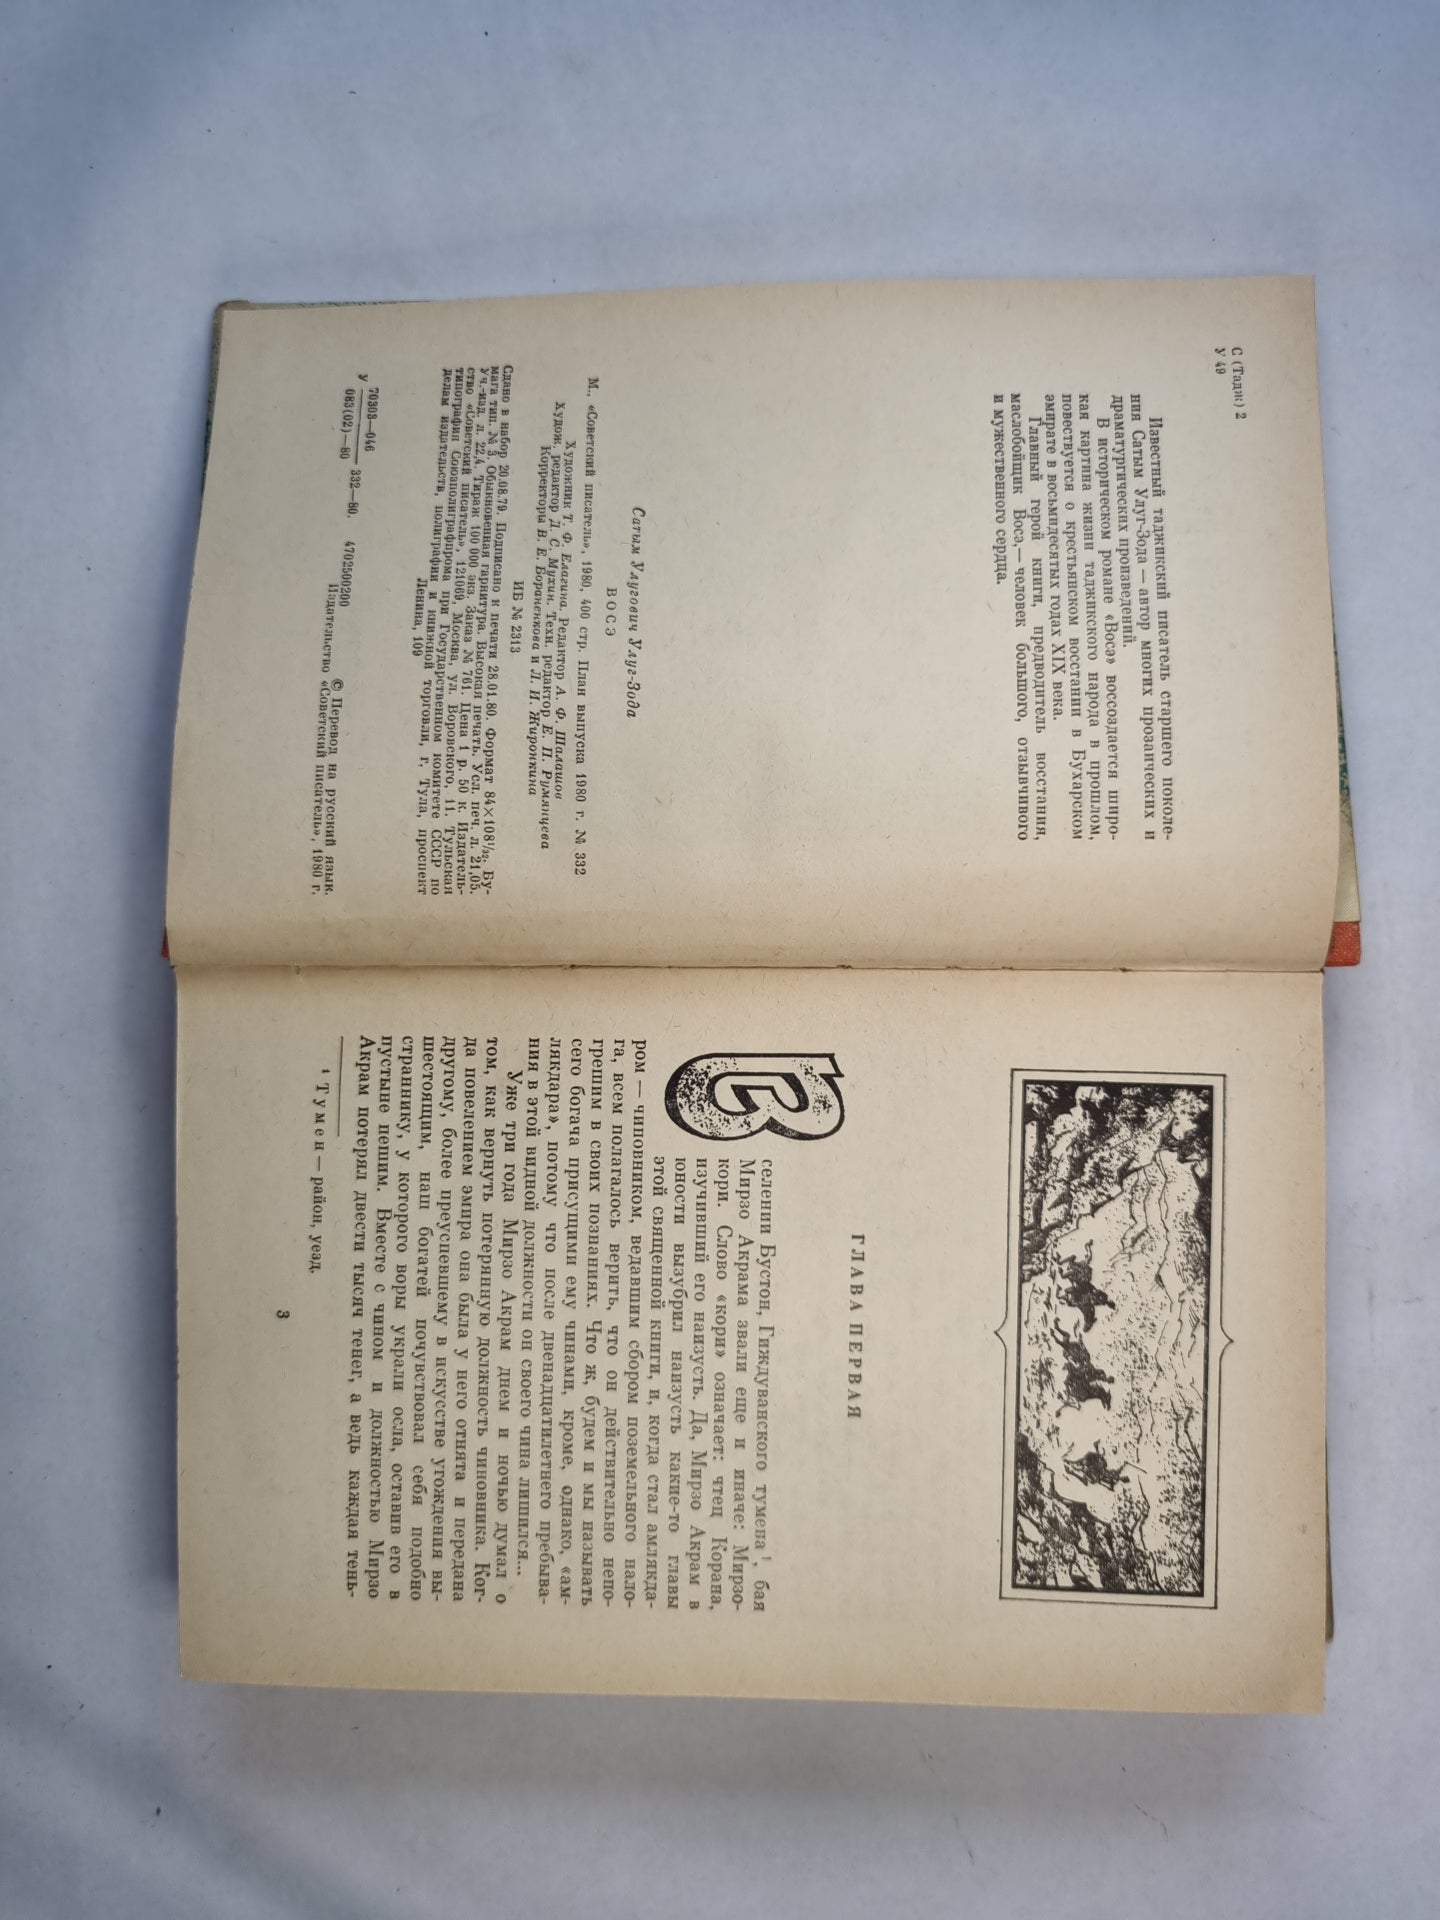 С (Тадж) 2
У 49
Известный таджикский писатель старшего поколе-
ния Сатым Улуг-Зода — автор многих прозаических и
драматургических произведений.
В историческом романе «Восэ» воссоздается широ-
кая картина жизни таджикского народа в прошлом,
повествуется о крестьянском восстании в Бухарском
эмирате в восьмидесятых годах XIX века.
Главный герой книги, предводитель восстания,
маслобойщик Восэ,— человек большого, отзывчивого
и мужественного сердца.
Сатым Улугович Улуг-Зода
ВОСЭ
М., «Советский писатель», 1980, 400 стр. План выпуска 1980 г. № 332
Художник Т. Ф. Елагина. Редактор А. Ф. Шалашов
Худож. редактор Д. С. Мухин. Техн. редактор Е. П. Румянцева
Корректоры В. Е. Бораненкова и Л. И. Жиронкина
ИБ № 2313
Сдано в набор 20.08.79. Подписано к печати 28.01.80. Формат 84×108¹/₃₂. Бу-
мага тип. № 3. Обыкновенная гарнитура. Высокая печать. Усл. печ. л. 21,05.
Уч.-изд. л. 22,4. Тираж 100 000 экз. Заказ № 761. Цена 1 р. 50 к. Издатель-
ство «Советский писатель», 121069, Москва, ул. Воровского, 11. Тульская
типография Союзполиграфпрома при Государственном комитете СССР по
делам издательств, полиграфии и книжной торговли, г. Тула, проспект
Ленина, 109
70303—046
У 332—80. 4702500200
083(02)—80
© Перевод на русский язык.
Издательство «Советский писатель», 1980 г.
ГЛАВА ПЕРВАЯ
В селении Бустон, Гиждуванского тумена ¹, бая
Мирзо Акрама звали еще и иначе: Мирзо-
кори. Слово «кори» означает: чтец Корана,
изучивший его наизусть. Да, Мирзо Акрам в
юности вызубрил наизусть какие-то главы
этой священной книги, и, когда стал амлякда-
ром — чиновником, ведавшим сбором поземельного нало-
га, всем полагалось верить, что он действительно непо-
грешим в своих познаниях. Что ж, будем и мы называть
сего богача присущими ему чинами, кроме, однако, «ам-
лякдара», потому что после двенадцатилетнего пребыва-
ния в этой видной должности он своего чина лишился...
Уже три года Мирзо Акрам днем и ночью думал о
том, как вернуть потерянную должность чиновника. Ког-
да повелением эмира она была у него отнята и передана
другому, более преуспевшему в искусстве угождения вы-
шестоящим, наш богатей почувствовал себя подобно
страннику, у которого воры украли осла, оставив его в
пустыне пешим. Вместе с чином и должностью Мирзо
Акрам потерял двести тысяч тенег, а ведь каждая тень-
¹ Тумен — район, уезд.
3